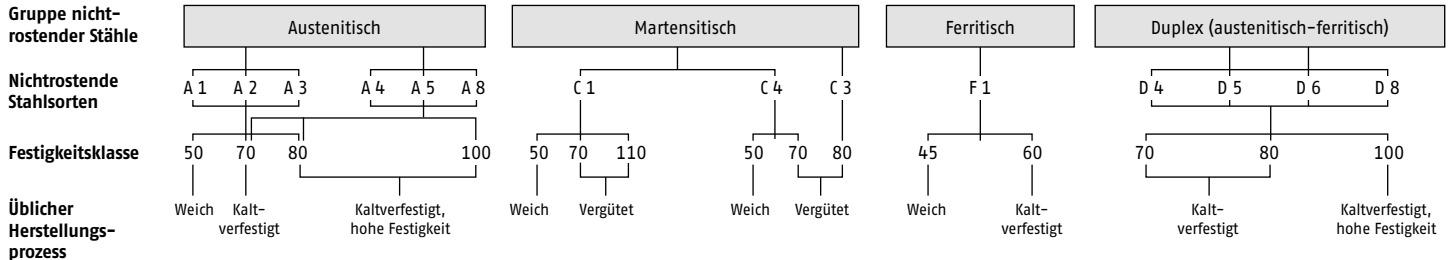 Gruppe nicht-
rostender Stähle
Austenitisch
Martensitisch
Ferritisch
Duplex (austenitisch-ferritisch)
Nichtrostende
Stahlsorten
A 1 A 2 A 3 A 4 A 5 A 8 C 1 C 4 C 3 F 1 D 4 D 5 D 6 D 8
Festigkeitsklasse
50 70 80 100 50 70 110 50 70 80 45 60 70 80 100
Üblicher
Herstellungs-
prozess
Weich
Kalt-
verfestigt
Kaltverfestigt,
hohe Festigkeit
Weich
Vergütet
Weich
Vergütet
Weich
Kalt-
verfestigt
Kalt-
verfestigt
Kaltverfestigt,
hohe Festigkeit